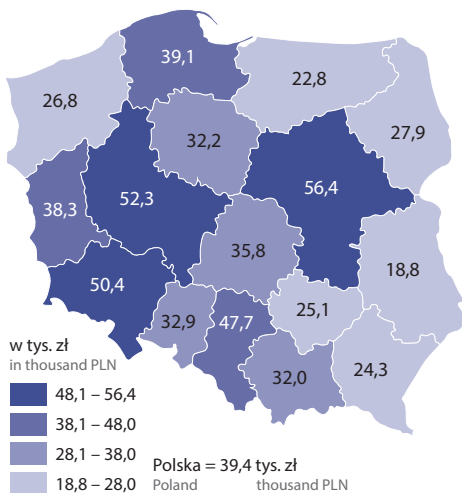 39,1
22,8
26,8
27,9
32,2
56,4
52,3
38,3
35,8
18,8
50,4
25,1
32,9
47,7
24,3
32,0
w tys. zł
in thousand PLN
48,1 – 56,4
38,1 – 48,0
28,1 – 38,0
18,8 – 28,0
Polska = 39,4 tys. zł
Poland thousand PLN